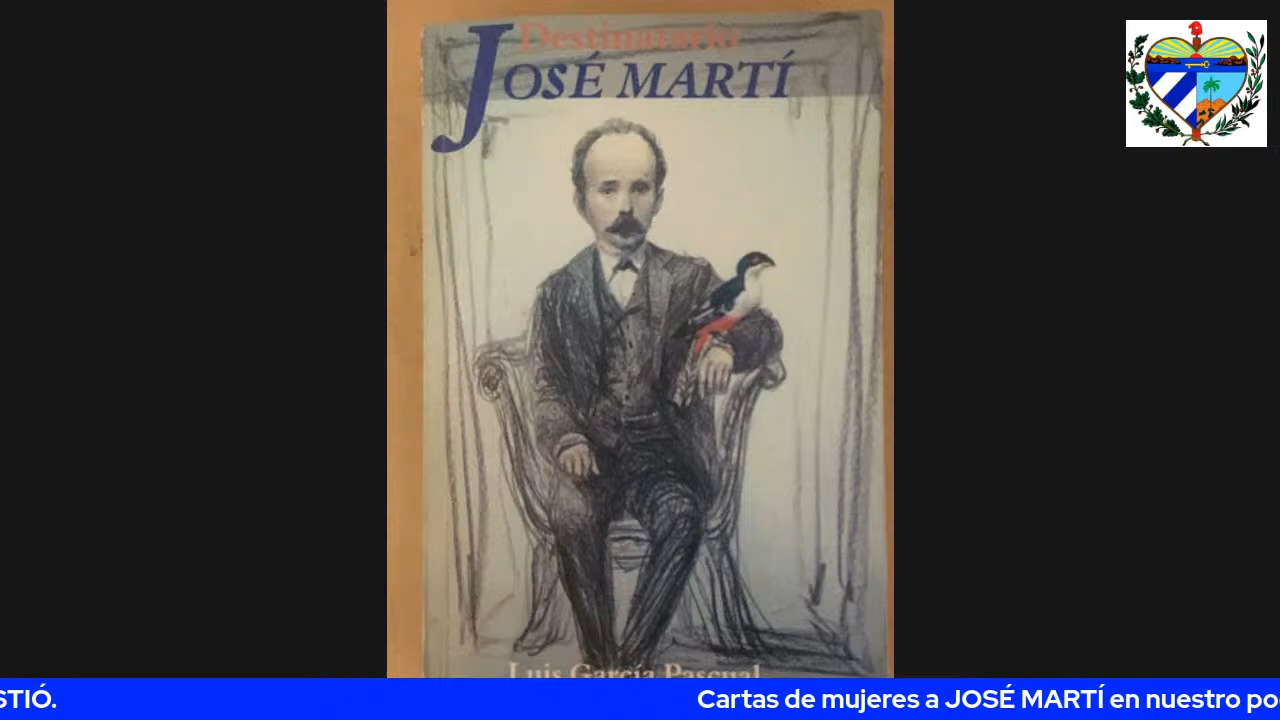 Destinatario
JOSÉ MARTÍ
Luis García Pascual
STIÓ.
Cartas de mujeres a JOSÉ MARTÍ en nuestro po